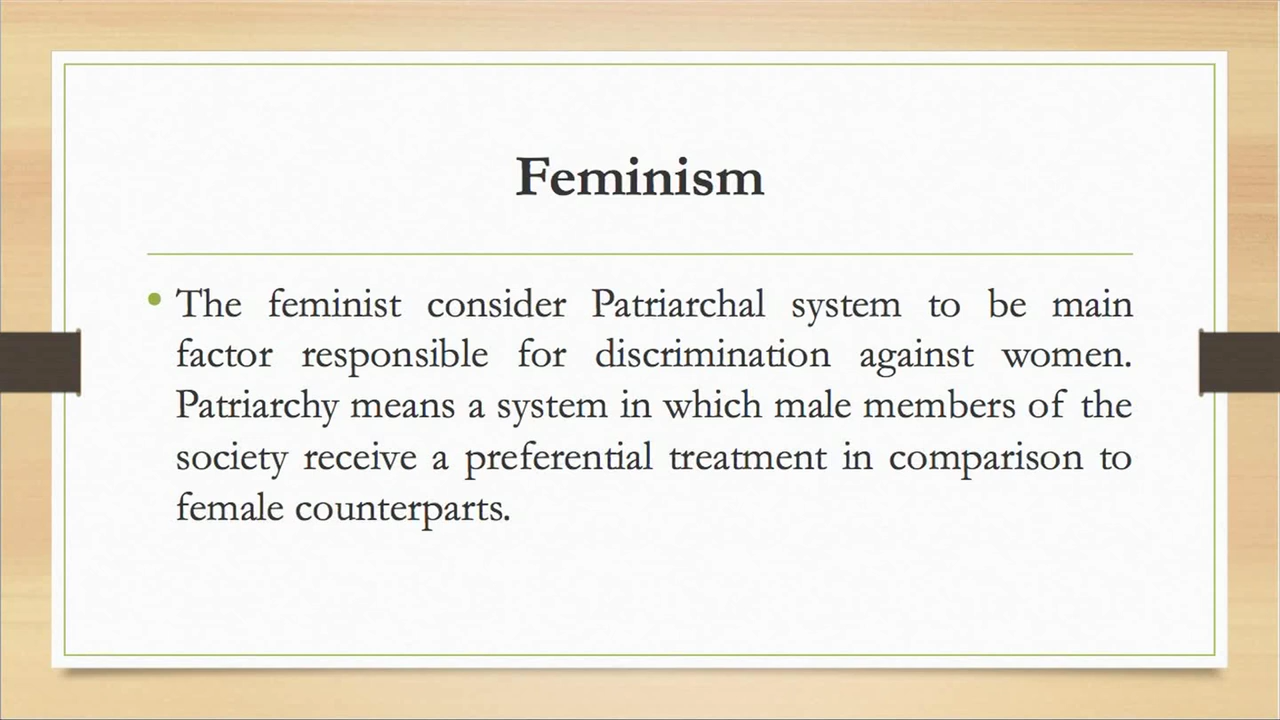 Feminism
• The feminist consider Patriarchal system to be main
factor responsible for discrimination against women.
Patriarchy means a system in which male members of the
society receive a preferential treatment in comparison to
female counterparts.